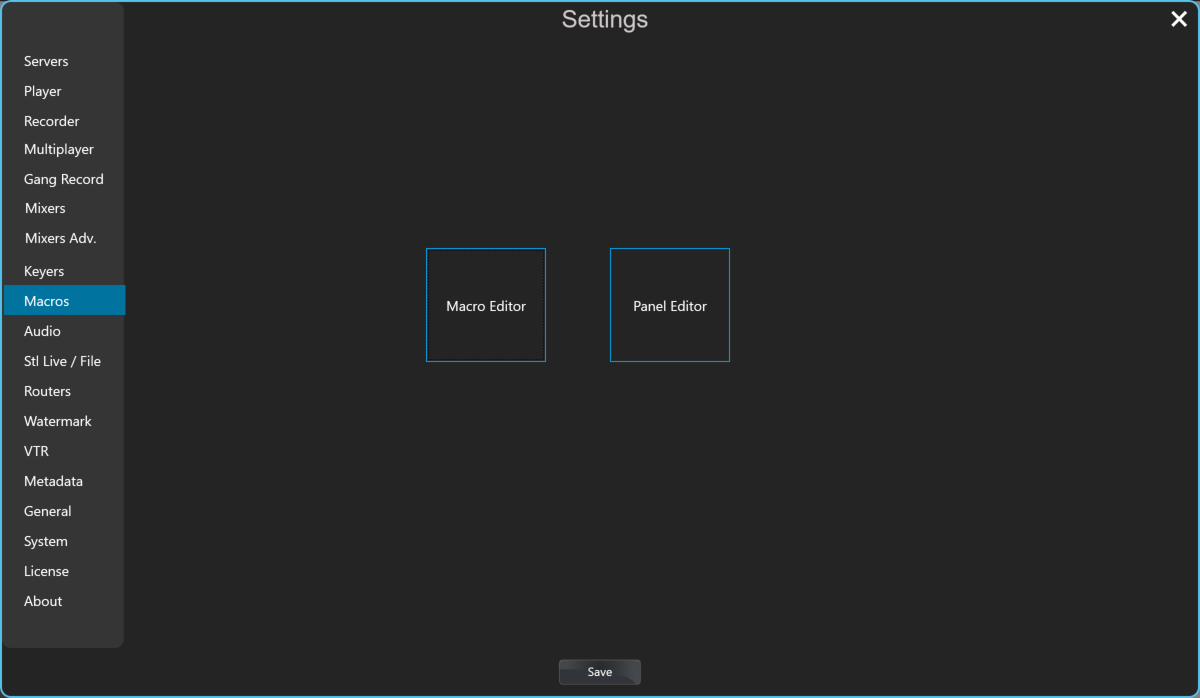 Settings
Servers
Player
Recorder
Multiplayer
Gang Record
Mixers
Mixers Adv.
Keyers
Macros
Audio
Stl Live / File
Routers
Watermark
VTR
Metadata
General
System
License
About
Macro Editor
Panel Editor
Save